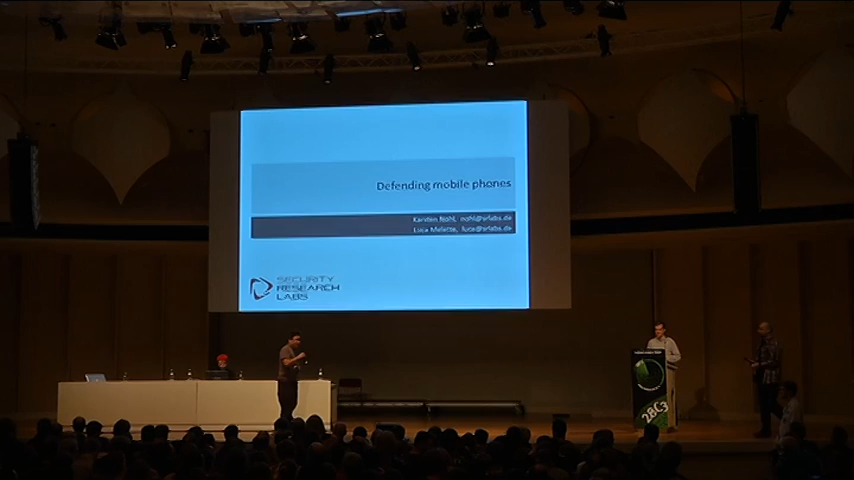 Defending mobile phones
Karsten Nohl, nohl@srlabs.de
Luca Melette, luca@srlabs.de
SECURITY
RESEARCH
LABS
28C3